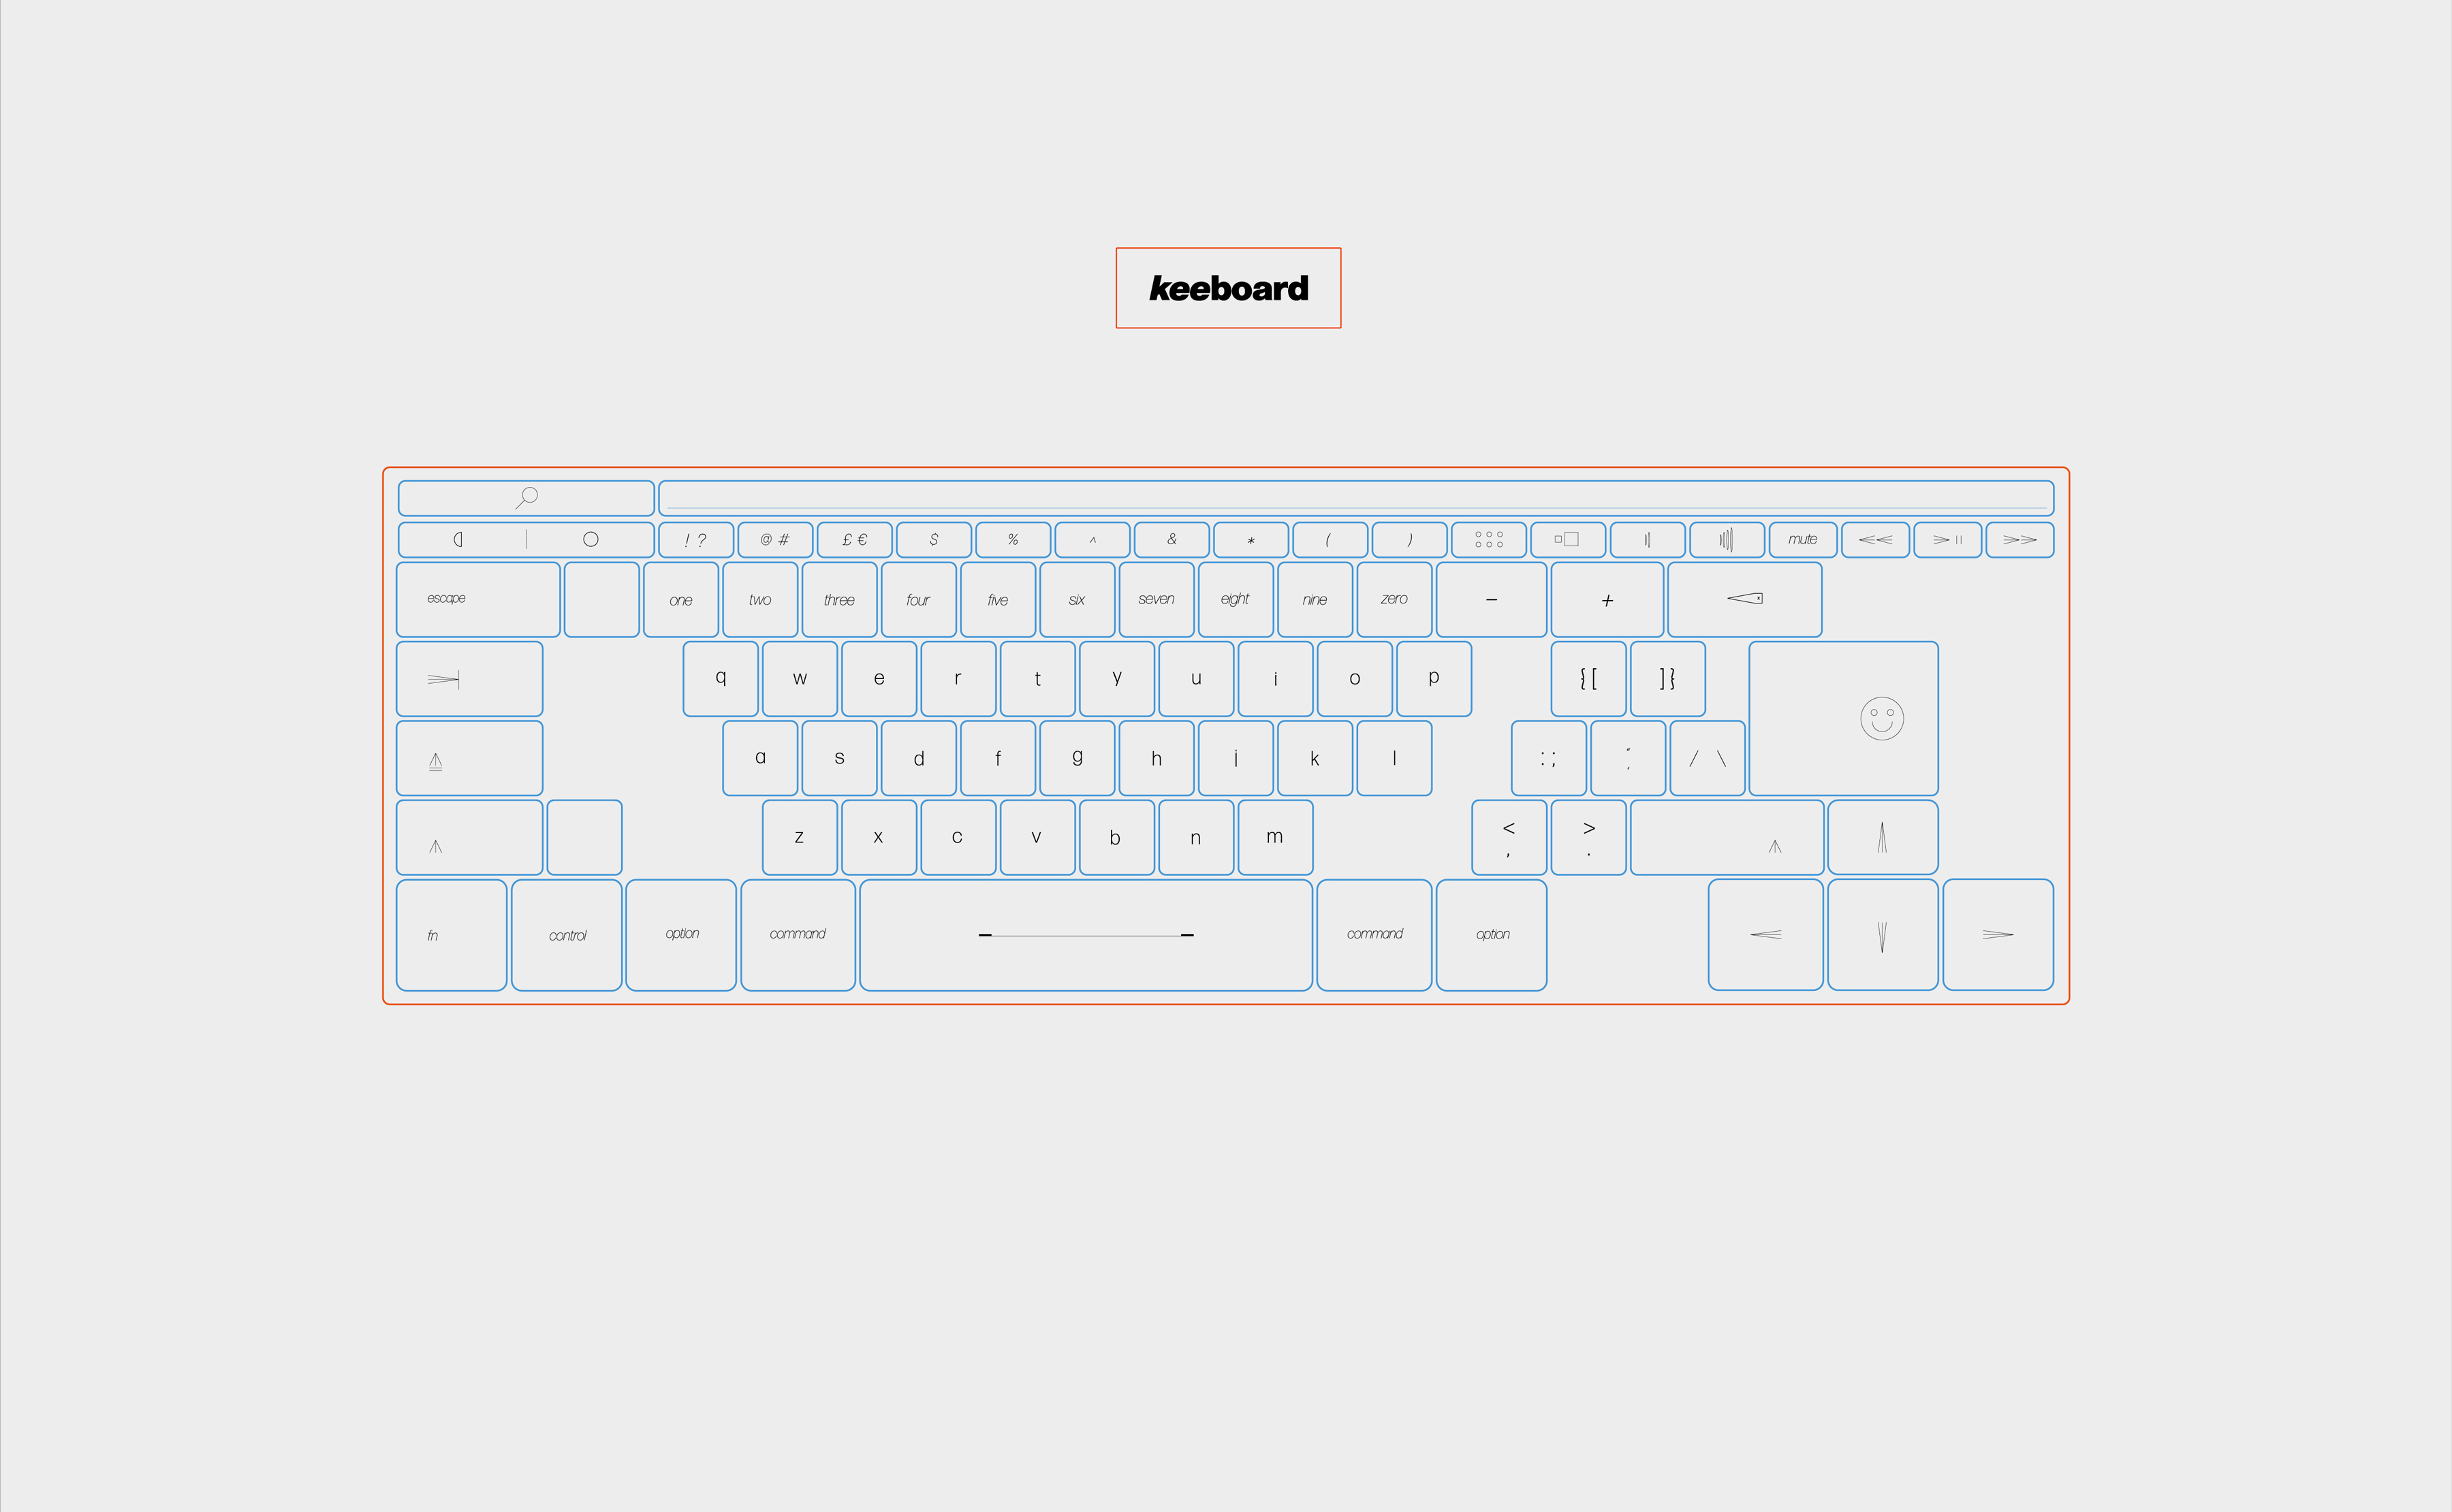 keeboard
! ? @ # £ € $ % ^ & * ( ) mute
escape one two three four five six seven eight nine zero - +
q w e r t y u i o p { [ ] }
a s d f g h j k l : ; " , / \
z x c v b n m < , > .
fn control option command command option